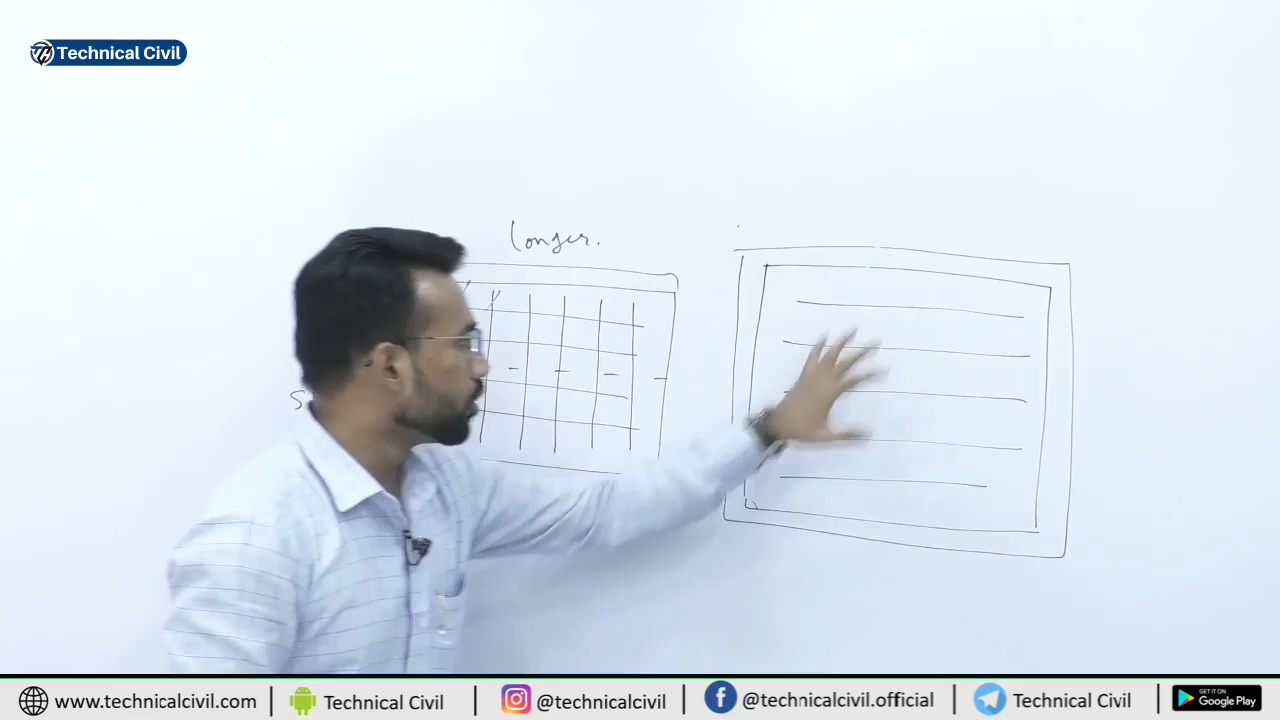 Technical Civil
longer.
S
www.technicalcivil.com
Technical Civil
@technicalcivil
@technicalcivil.official
Technical Civil
GET IT ON
Google Play